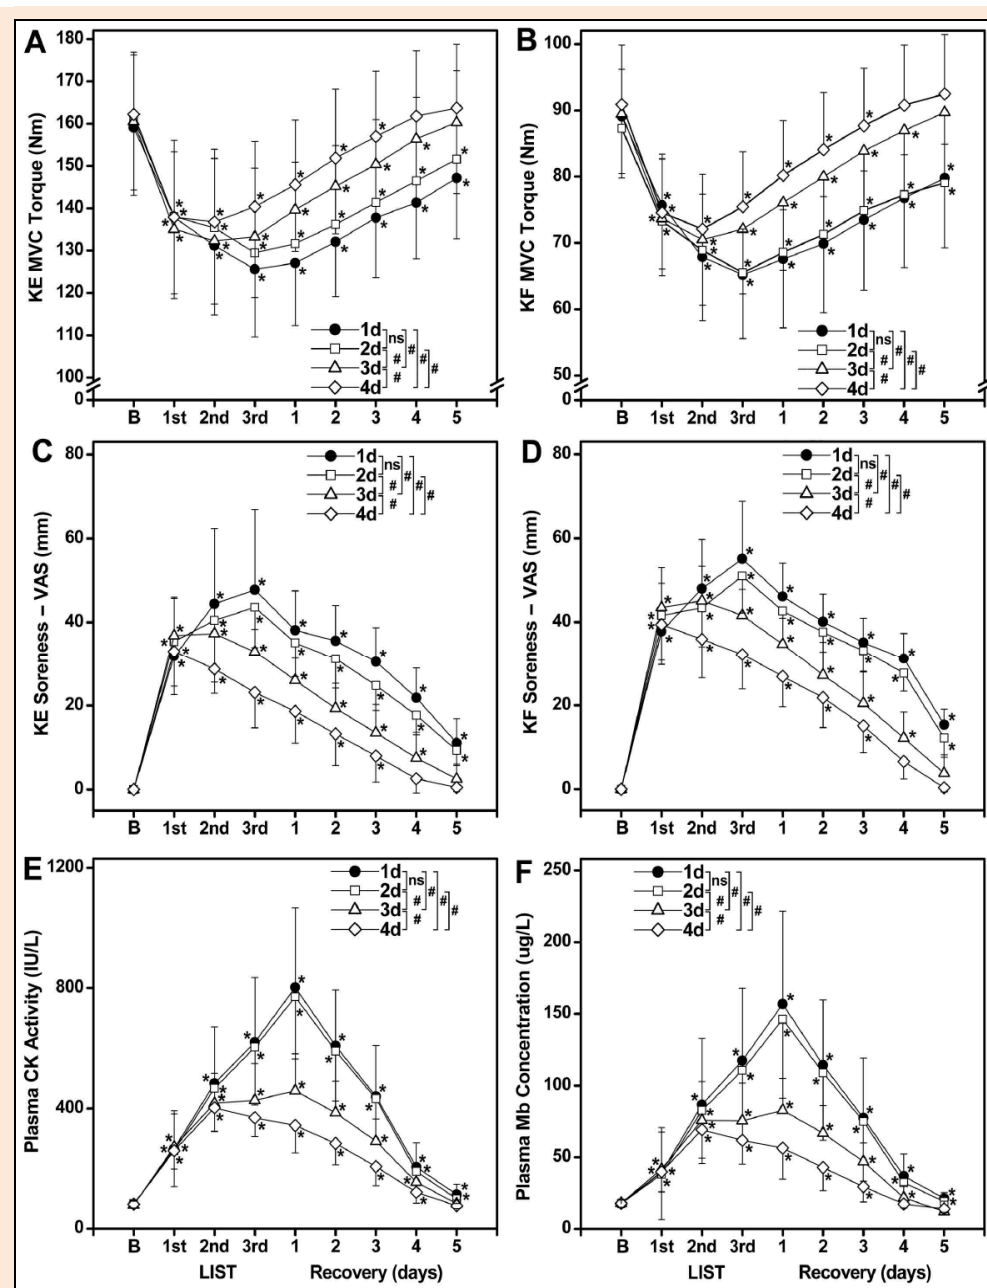 A
KE MVC Torque (Nm)
180
170
160
150
140
130
120
110
100
0
1d
2d
3d
4d
ns
#
#
#
#
#
B 1st 2nd 3rd 1 2 3 4 5
B
KF MVC Torque (Nm)
100
90
80
70
60
50
0
1d
2d
3d
4d
ns
#
#
#
#
#
B 1st 2nd 3rd 1 2 3 4 5
C
KE Soreness – VAS (mm)
80
60
40
20
0
1d
2d
3d
4d
ns
#
#
#
#
#
B 1st 2nd 3rd 1 2 3 4 5
D
KF Soreness – VAS (mm)
80
60
40
20
0
1d
2d
3d
4d
ns
#
#
#
#
#
B 1st 2nd 3rd 1 2 3 4 5
E
Plasma CK Activity (IU/L)
1200
800
400
0
1d
2d
3d
4d
ns
#
#
#
#
#
B 1st 2nd 3rd 1 2 3 4 5
LIST Recovery (days)
F
Plasma Mb Concentration (ug/L)
250
200
150
100
50
0
1d
2d
3d
4d
ns
#
#
#
#
#
B 1st 2nd 3rd 1 2 3 4 5
LIST Recovery (days)